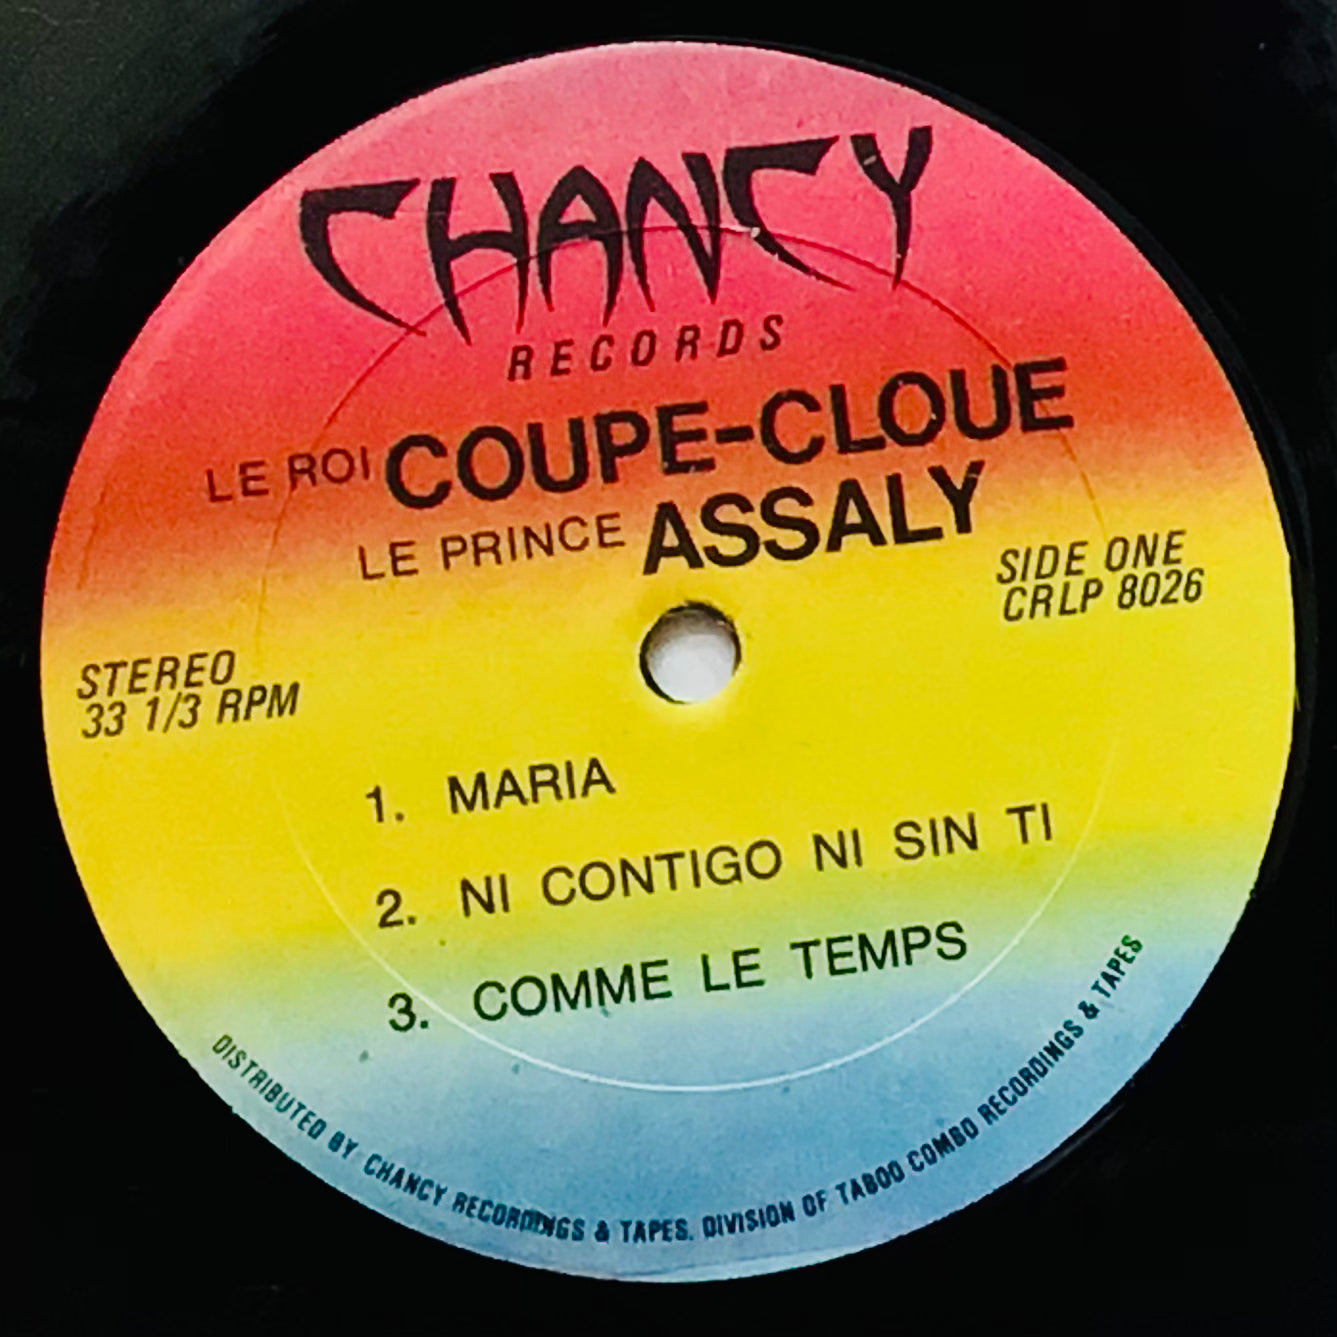 CHANCY
RECORDS
LE ROI COUPE-CLOUE
LE PRINCE ASSALY
SIDE ONE
CRLP 8026
STEREO
33 1/3 RPM
1. MARIA
2. NI CONTIGO NI SIN TI
3. COMME LE TEMPS
DISTRIBUTED BY CHANCY RECORDINGS & TAPES. DIVISION OF TABOO COMBO RECORDINGS & TAPES